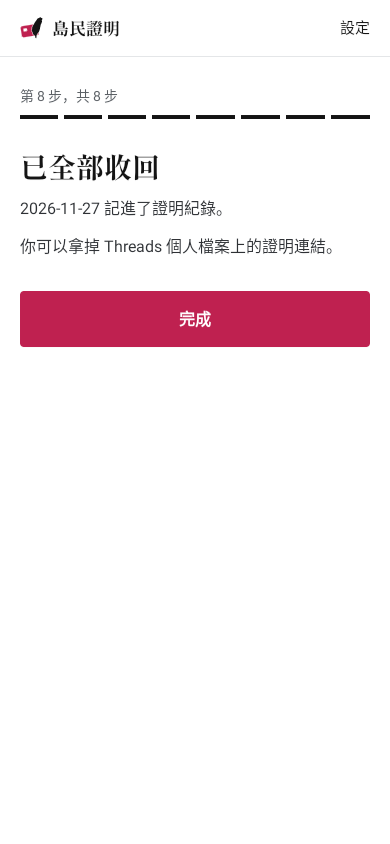 島民證明
設定
第 8 步，共 8 步
已全部收回
2026-11-27 記進了證明紀錄。
你可以拿掉 Threads 個人檔案上的證明連結。
完成